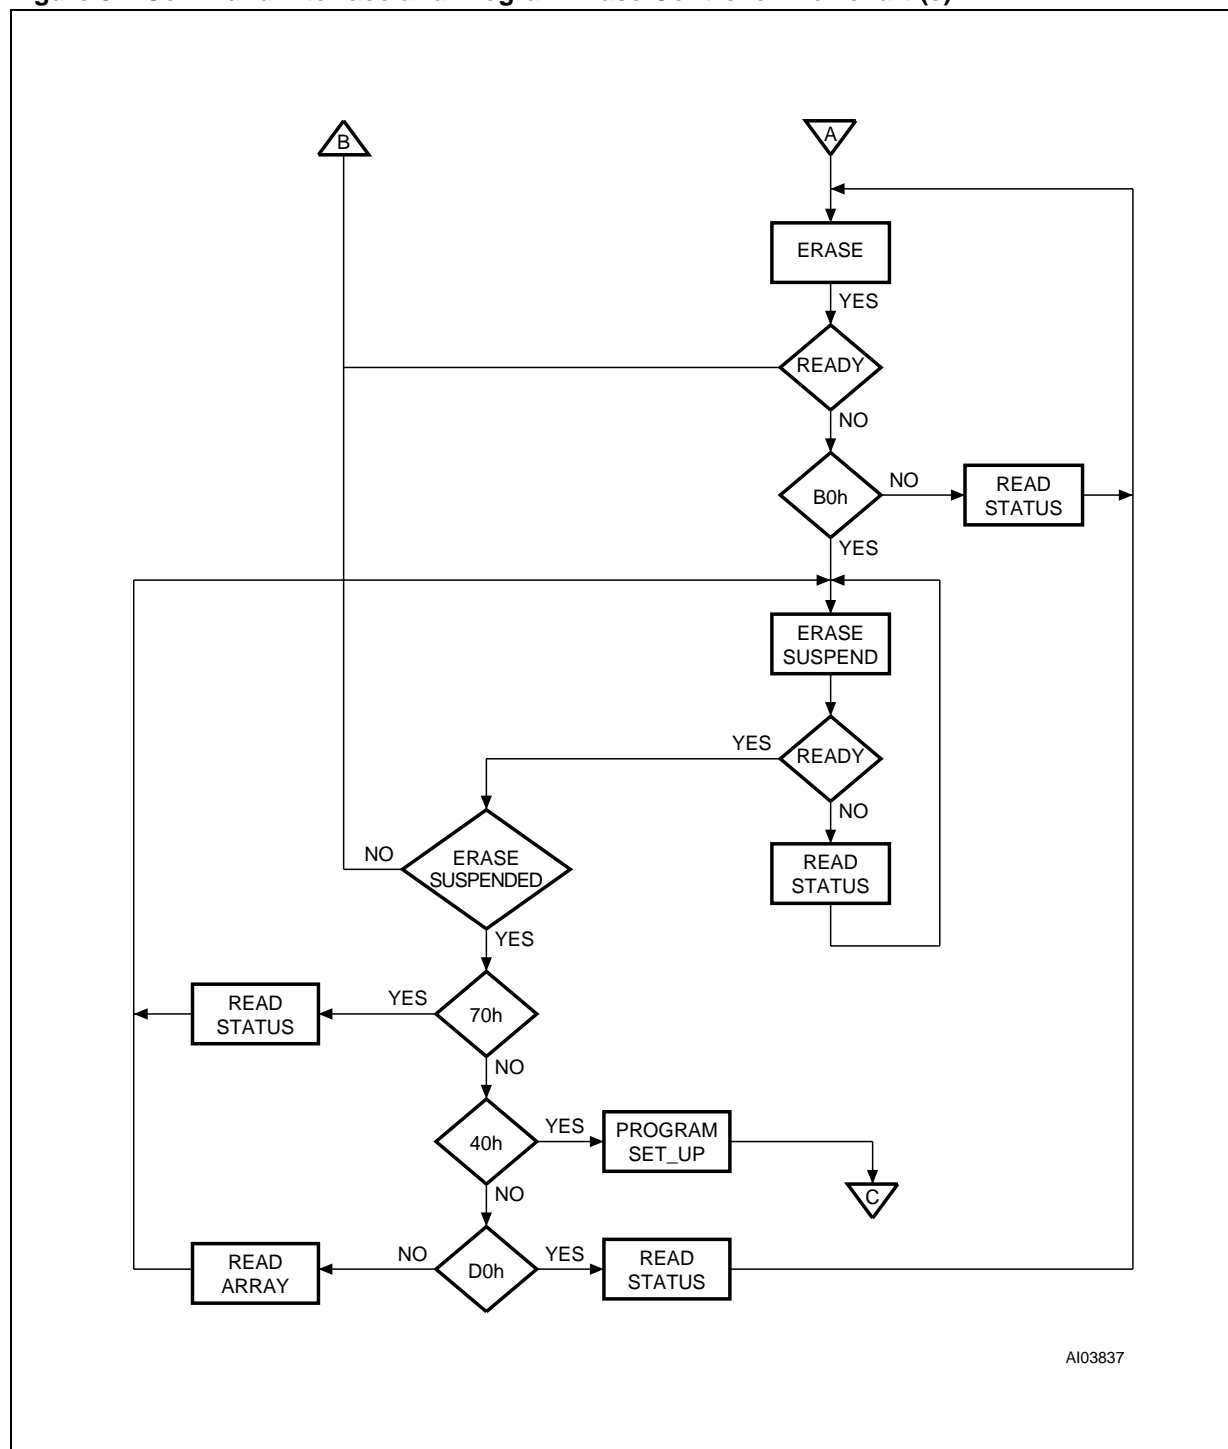 B
A
ERASE
YES
READY
NO
B0h
NO
READ
STATUS
YES
ERASE
SUSPEND
YES
READY
NO
NO
ERASE
SUSPENDED
READ
STATUS
YES
READ
STATUS
YES
70h
NO
40h
YES
PROGRAM
SET_UP
NO
C
READ
ARRAY
NO
D0h
YES
READ
STATUS
AI03837